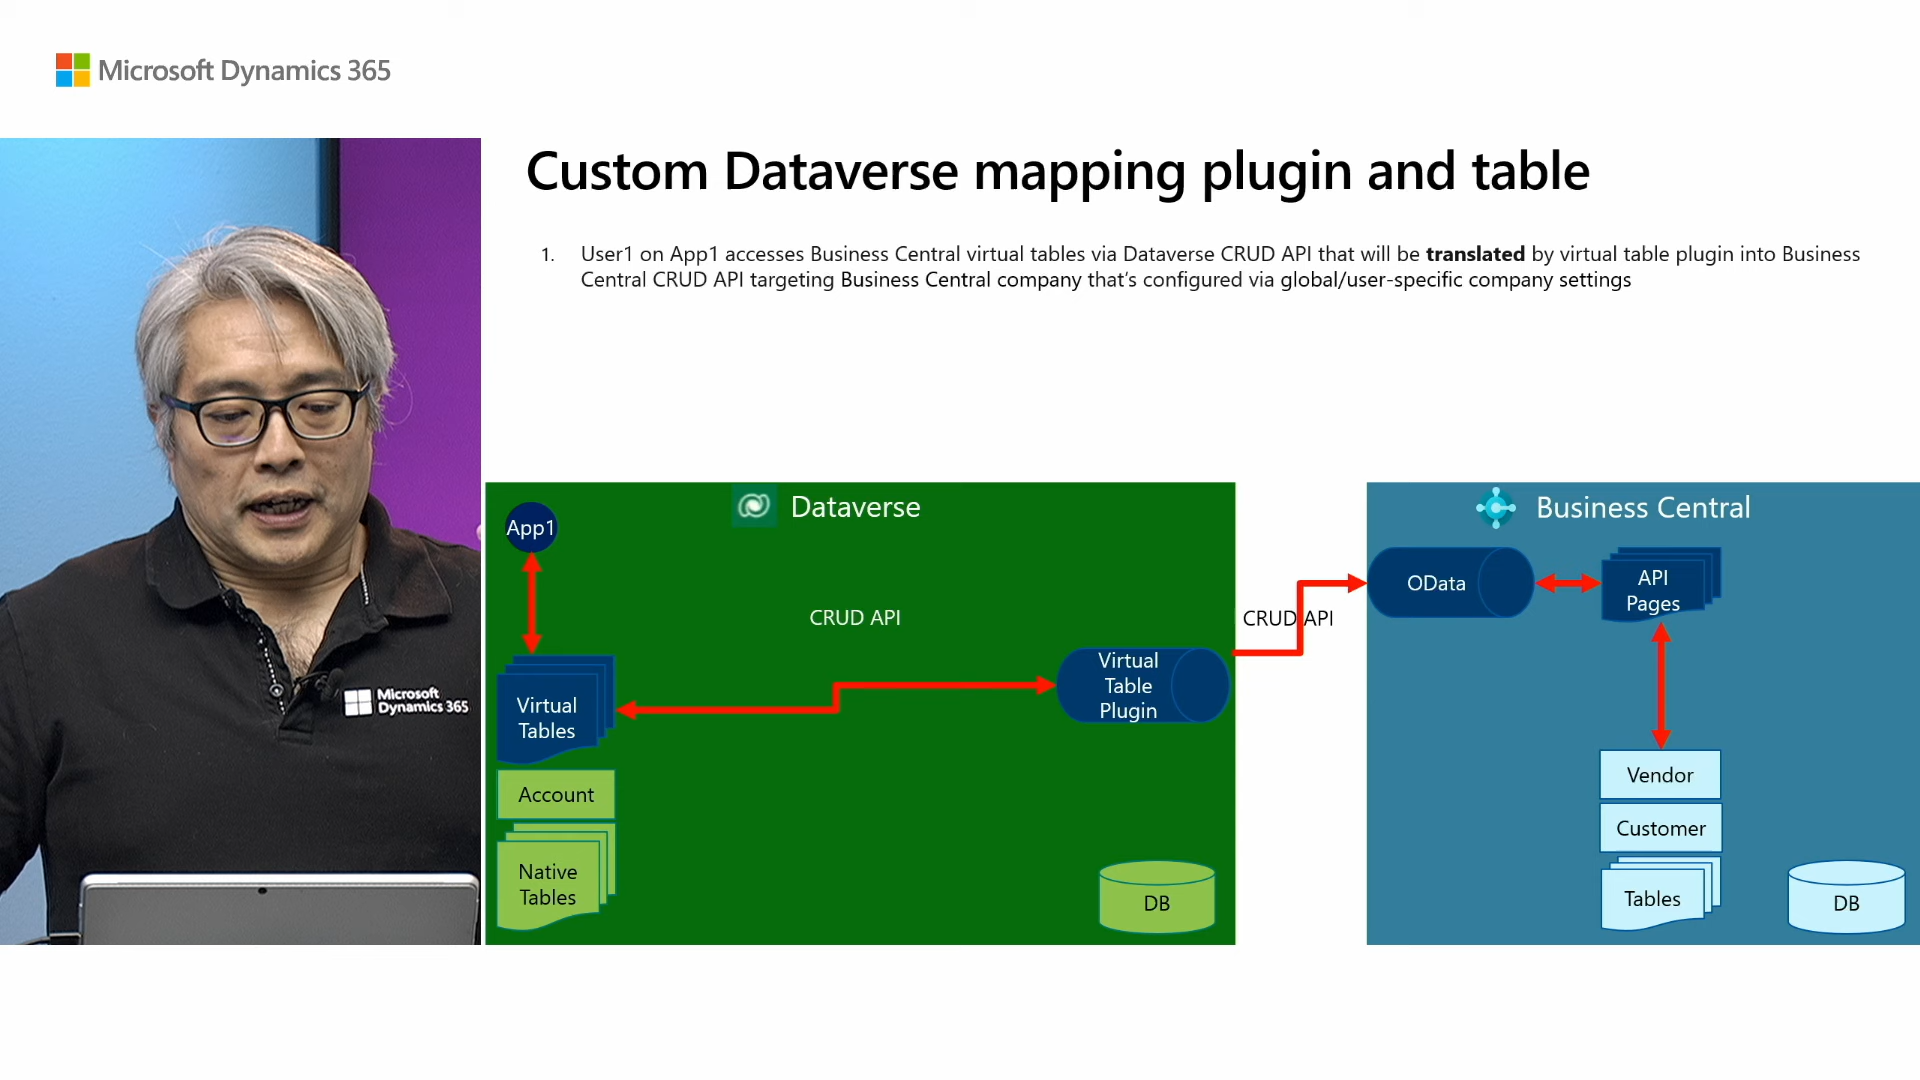 Microsoft Dynamics 365
Custom Dataverse mapping plugin and table
1. User1 on App1 accesses Business Central virtual tables via Dataverse CRUD API that will be translated by virtual table plugin into Business
Central CRUD API targeting Business Central company that's configured via global/user-specific company settings
Dataverse
App1
CRUD API
Virtual
Tables
Virtual
Table
Plugin
Account
Native
Tables
DB
CRUD API
Business Central
OData
API
Pages
Vendor
Customer
Tables
DB
Microsoft
Dynamics 365